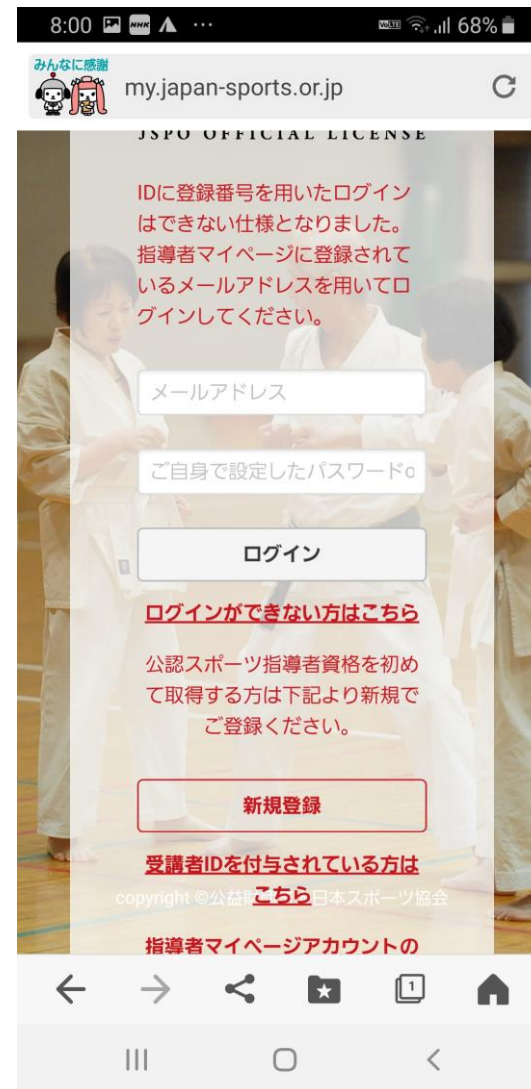 8:00 NHK ... VoLTE 68%
みんなに感謝
my.japan-sports.or.jp
JSPO OFFICIAL LICENSE
IDに登録番号を用いたログイン
はできない仕様となりました。
指導者マイページに登録されて
いるメールアドレスを用いてロ
グインしてください。
メールアドレス
ご自身で設定したパスワードo
ログイン
ログインができない方はこちら
公認スポーツ指導者資格を初め
て取得する方は下記より新規で
ご登録ください。
新規登録
受講者IDを付与されている方は
こちら
copyright ©公益 日本スポーツ協会
指導者マイページアカウントの
1